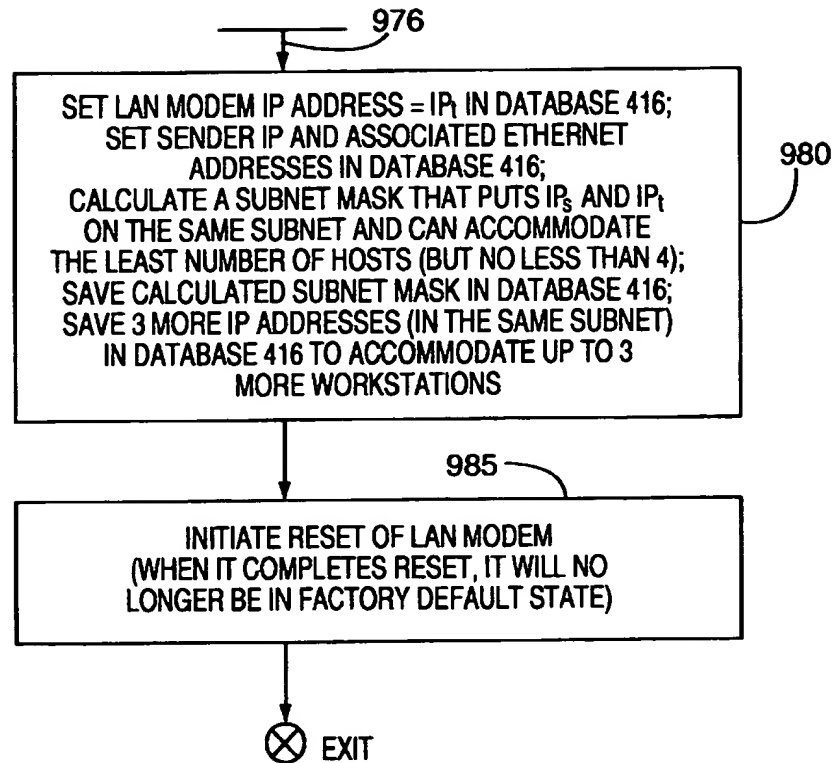 976
SET LAN MODEM IP ADDRESS = IPt IN DATABASE 416;
SET SENDER IP AND ASSOCIATED ETHERNET
ADDRESSES IN DATABASE 416;
CALCULATE A SUBNET MASK THAT PUTS IPs AND IPt
ON THE SAME SUBNET AND CAN ACCOMMODATE
THE LEAST NUMBER OF HOSTS (BUT NO LESS THAN 4);
SAVE CALCULATED SUBNET MASK IN DATABASE 416;
SAVE 3 MORE IP ADDRESSES (IN THE SAME SUBNET)
IN DATABASE 416 TO ACCOMMODATE UP TO 3
MORE WORKSTATIONS
980
985
INITIATE RESET OF LAN MODEM
(WHEN IT COMPLETES RESET, IT WILL NO
LONGER BE IN FACTORY DEFAULT STATE)
EXIT